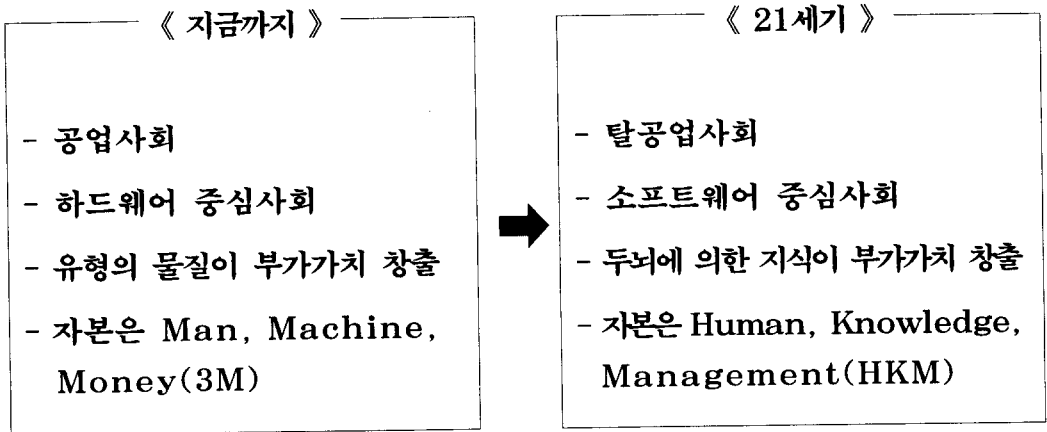 《 지금까지 》
- 공업사회
- 하드웨어 중심사회
- 유형의 물질이 부가가치 창출
- 자본은 Man, Machine,
Money(3M)
《 21세기 》
- 탈공업사회
- 소프트웨어 중심사회
- 두뇌에 의한 지식이 부가가치 창출
- 자본은 Human, Knowledge,
Management(HKM)